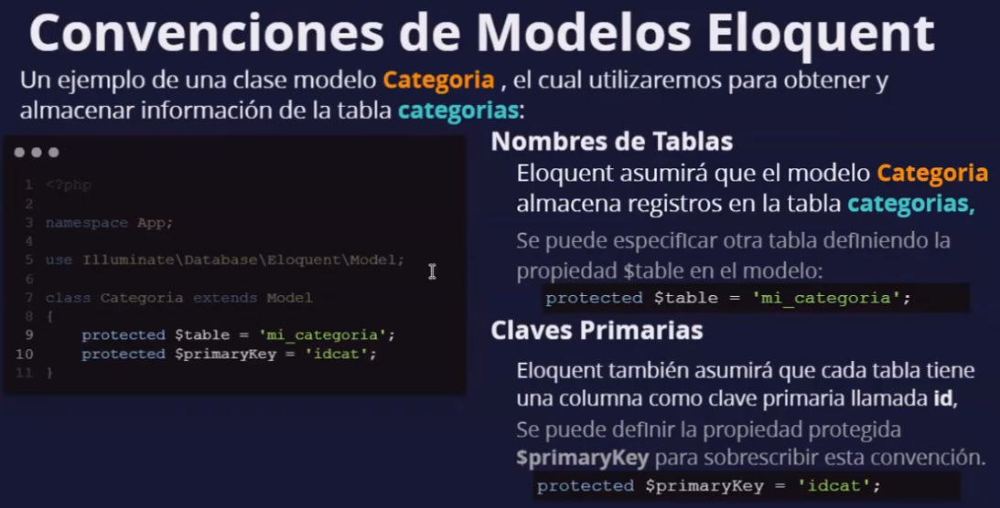 Convenciones de Modelos Eloquent
Un ejemplo de una clase modelo Categoria , el cual utilizaremos para obtener y
almacenar información de la tabla categorias:
1 <?php
2
3 namespace App;
4
5 use Illuminate\Database\Eloquent\Model;
6
7 class Categoria extends Model
8 {
9 protected $table = 'mi_categoria';
10 protected $primaryKey = 'idcat';
11 }
Nombres de Tablas
Eloquent asumirá que el modelo Categoria
almacena registros en la tabla categorias,
Se puede especificar otra tabla definiendo la
propiedad $table en el modelo:
protected $table = 'mi_categoria';
Claves Primarias
Eloquent también asumirá que cada tabla tiene
una columna como clave primaria llamada id,
Se puede definir la propiedad protegida
$primaryKey para sobrescribir esta convención.
protected $primaryKey = 'idcat';